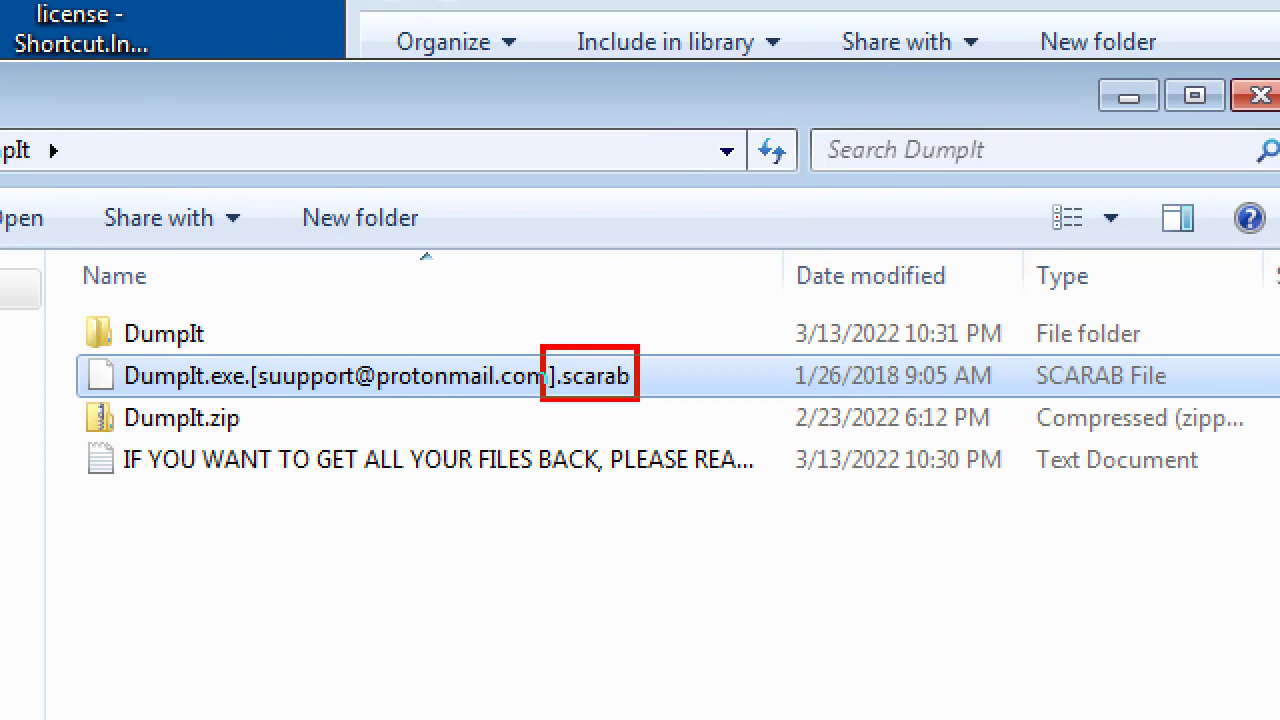 license -
Shortcut.In...
Organize
Include in library
Share with
New folder
pIt
Search DumpIt
Open
Share with
New folder
Name
Date modified
Type
DumpIt
3/13/2022 10:31 PM
File folder
DumpIt.exe.[suupport@protonmail.com].scarab
1/26/2018 9:05 AM
SCARAB File
DumpIt.zip
2/23/2022 6:12 PM
Compressed (zipp...
IF YOU WANT TO GET ALL YOUR FILES BACK, PLEASE REA...
3/13/2022 10:30 PM
Text Document